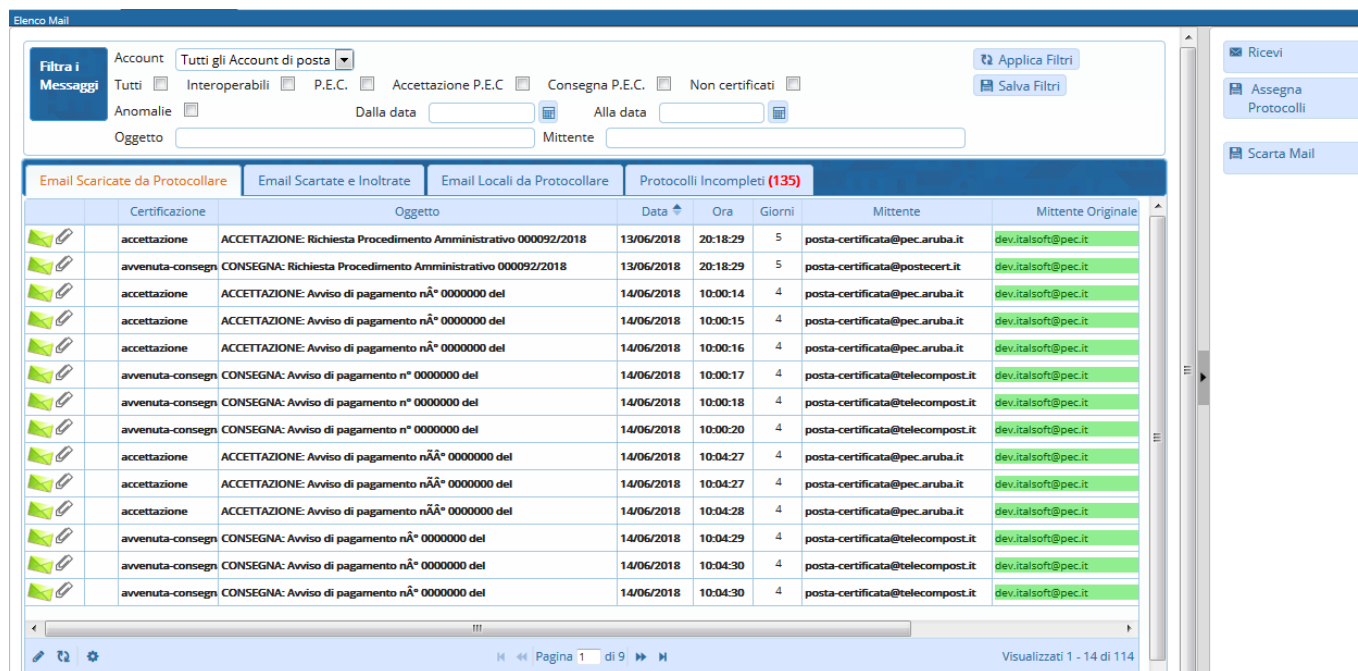 Elenco Mail
Filtra i Messaggi
Account Tutti gli Account di posta
Applica Filtri
Tutti Interoperabili P.E.C. Accettazione P.E.C Consegna P.E.C. Non certificati
Salva Filtri
Anomalie Dalla data Alla data
Oggetto Mittente
Ricevi
Assegna Protocolli
Scarta Mail
Email Scaricate da Protocollare Email Scartate e Inoltrate Email Locali da Protocollare Protocolli Incompleti (135)
Certificazione Oggetto Data Ora Giorni Mittente Mittente Originale
accettazione ACCETTAZIONE: Richiesta Procedimento Amministrativo 000092/2018 13/06/2018 20:18:29 5 posta-certificata@pec.aruba.it dev.italsoft@pec.it
avvenuta-consegn CONSEGNA: Richiesta Procedimento Amministrativo 000092/2018 13/06/2018 20:18:29 5 posta-certificata@postecert.it dev.italsoft@pec.it
accettazione ACCETTAZIONE: Avviso di pagamento nÂ° 0000000 del 14/06/2018 10:00:14 4 posta-certificata@pec.aruba.it dev.italsoft@pec.it
accettazione ACCETTAZIONE: Avviso di pagamento nÂ° 0000000 del 14/06/2018 10:00:15 4 posta-certificata@pec.aruba.it dev.italsoft@pec.it
accettazione ACCETTAZIONE: Avviso di pagamento nÂ° 0000000 del 14/06/2018 10:00:16 4 posta-certificata@pec.aruba.it dev.italsoft@pec.it
avvenuta-consegn CONSEGNA: Avviso di pagamento n° 0000000 del 14/06/2018 10:00:17 4 posta-certificata@telecompost.it dev.italsoft@pec.it
avvenuta-consegn CONSEGNA: Avviso di pagamento n° 0000000 del 14/06/2018 10:00:18 4 posta-certificata@telecompost.it dev.italsoft@pec.it
avvenuta-consegn CONSEGNA: Avviso di pagamento n° 0000000 del 14/06/2018 10:00:20 4 posta-certificata@telecompost.it dev.italsoft@pec.it
accettazione ACCETTAZIONE: Avviso di pagamento nÃÂ° 0000000 del 14/06/2018 10:04:27 4 posta-certificata@pec.aruba.it dev.italsoft@pec.it
accettazione ACCETTAZIONE: Avviso di pagamento nÃÂ° 0000000 del 14/06/2018 10:04:27 4 posta-certificata@pec.aruba.it dev.italsoft@pec.it
accettazione ACCETTAZIONE: Avviso di pagamento nÃÂ° 0000000 del 14/06/2018 10:04:28 4 posta-certificata@pec.aruba.it dev.italsoft@pec.it
avvenuta-consegn CONSEGNA: Avviso di pagamento nÂ° 0000000 del 14/06/2018 10:04:29 4 posta-certificata@telecompost.it dev.italsoft@pec.it
avvenuta-consegn CONSEGNA: Avviso di pagamento nÂ° 0000000 del 14/06/2018 10:04:30 4 posta-certificata@telecompost.it dev.italsoft@pec.it
avvenuta-consegn CONSEGNA: Avviso di pagamento nÂ° 0000000 del 14/06/2018 10:04:30 4 posta-certificata@telecompost.it dev.italsoft@pec.it
Pagina 1 di 9 Visualizzati 1 - 14 di 114